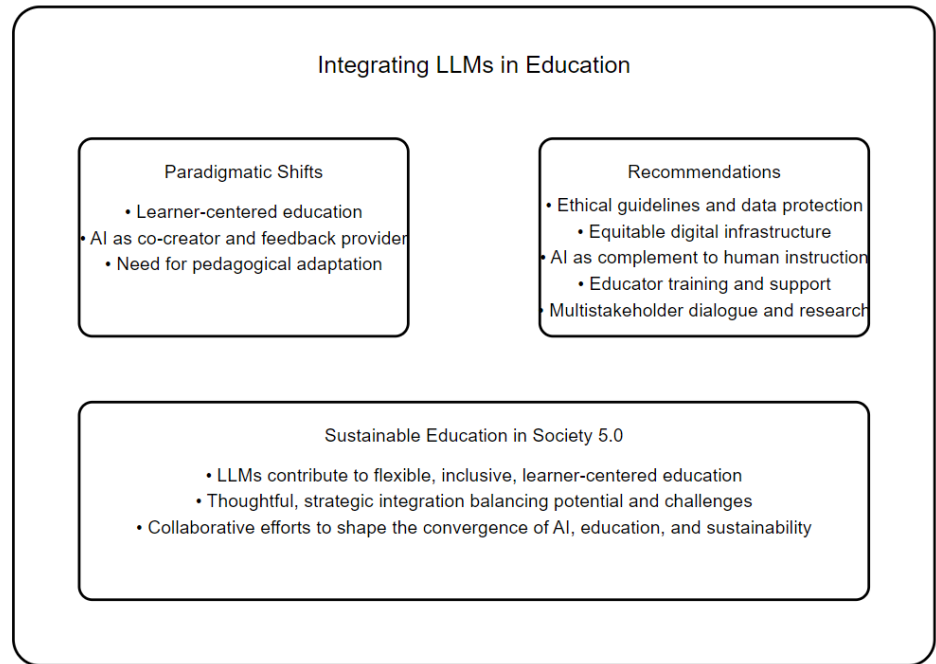 Integrating LLMs in Education
Paradigmatic Shifts
• Learner-centered education
• AI as co-creator and feedback provider
• Need for pedagogical adaptation
Recommendations
• Ethical guidelines and data protection
• Equitable digital infrastructure
• AI as complement to human instruction
• Educator training and support
• Multistakeholder dialogue and research
Sustainable Education in Society 5.0
• LLMs contribute to flexible, inclusive, learner-centered education
• Thoughtful, strategic integration balancing potential and challenges
• Collaborative efforts to shape the convergence of AI, education, and sustainability